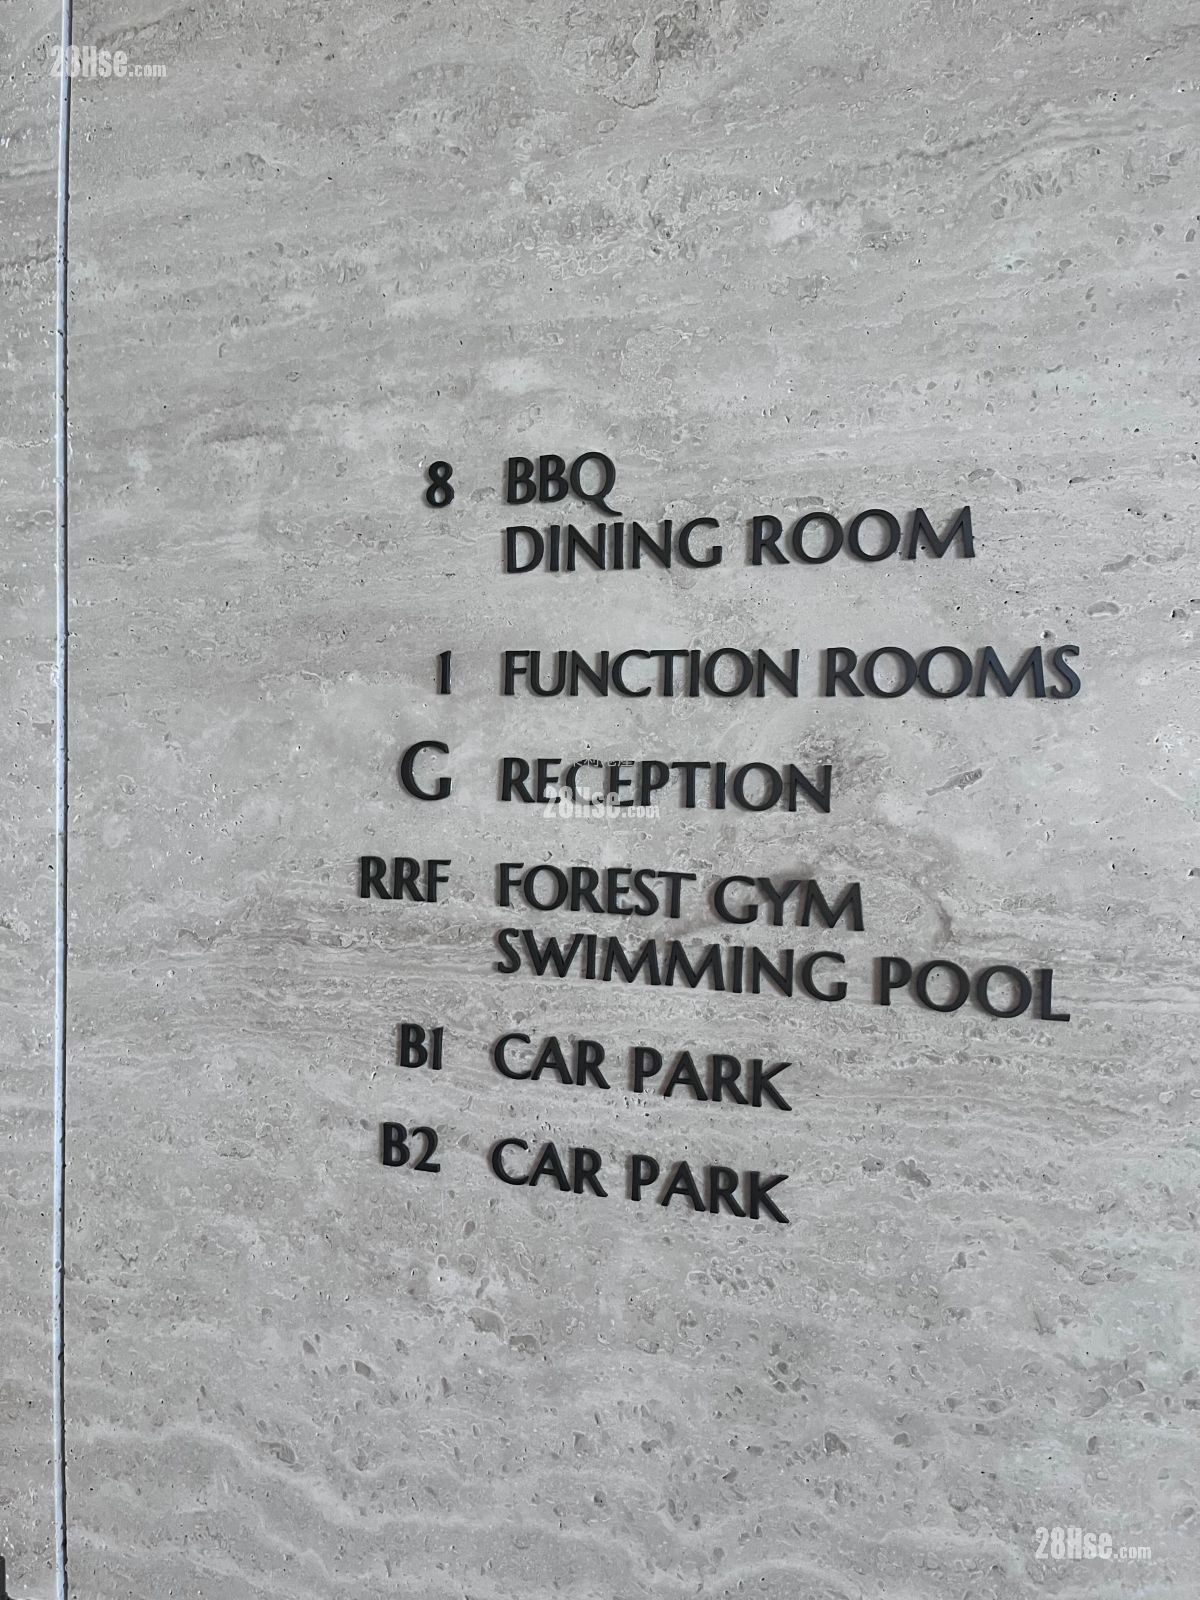 28Hse.com
8 BBQ
DINING ROOM
1 FUNCTION ROOMS
G RECEPTION
28Hse.com
RRF FOREST GYM
SWIMMING POOL
B1 CAR PARK
B2 CAR PARK
28Hse.com